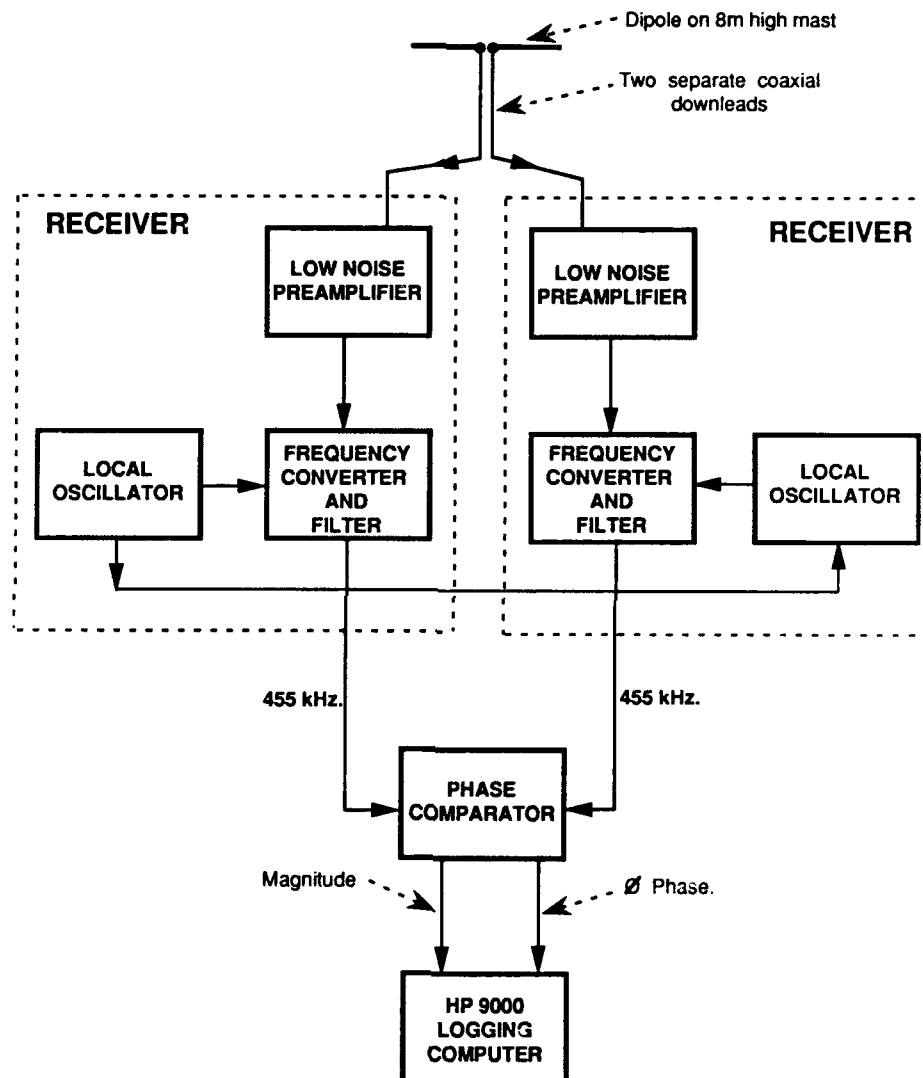 Dipole on 8m high mast
Two separate coaxial
downleads
RECEIVER
RECEIVER
LOW NOISE
PREAMPLIFIER
LOW NOISE
PREAMPLIFIER
LOCAL
OSCILLATOR
FREQUENCY
CONVERTER
AND
FILTER
FREQUENCY
CONVERTER
AND
FILTER
LOCAL
OSCILLATOR
455 kHz.
455 kHz.
PHASE
COMPARATOR
Magnitude
Ø Phase.
HP 9000
LOGGING
COMPUTER